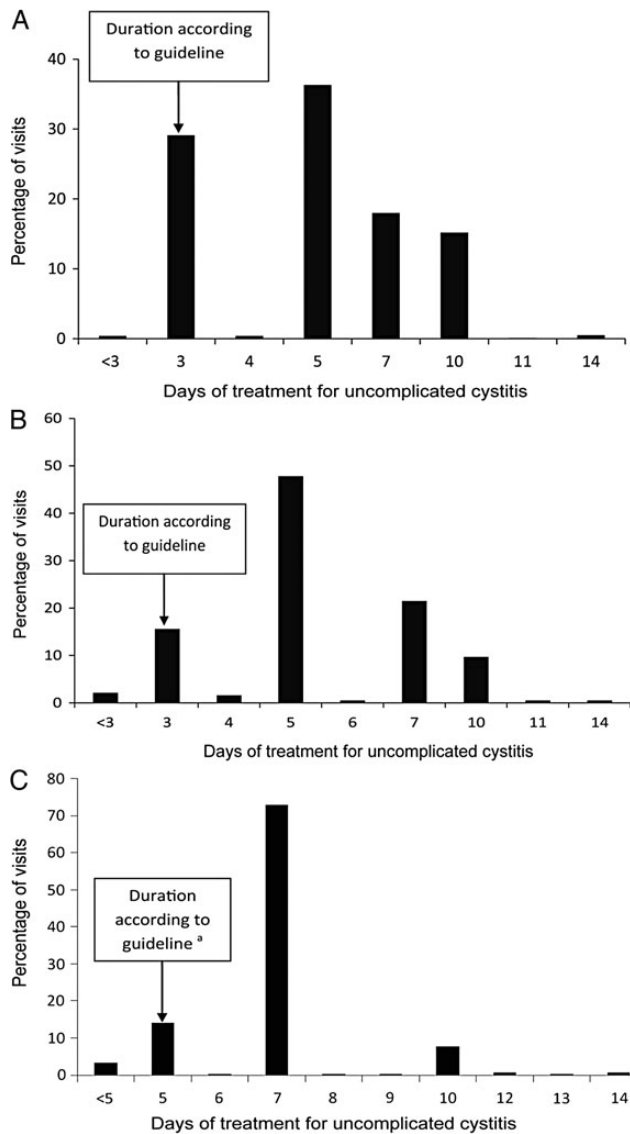 A
Duration according
to guideline
Percentage of visits
40
30
20
10
0
<3 3 4 5 7 10 11 14
Days of treatment for uncomplicated cystitis
B
Duration according
to guideline
Percentage of visits
60
50
40
30
20
10
0
<3 3 4 5 6 7 10 11 14
Days of treatment for uncomplicated cystitis
C
Duration
according to
guideline a
Percentage of visits
80
70
60
50
40
30
20
10
0
<5 5 6 7 8 9 10 12 13 14
Days of treatment for uncomplicated cystitis